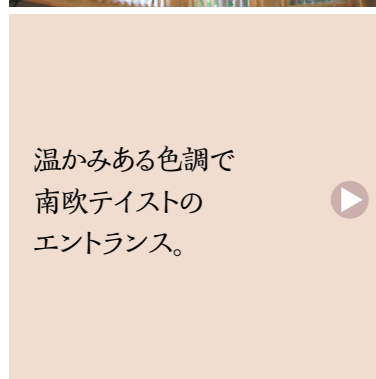 温かみある色調で
南欧テイストの
エントランス。